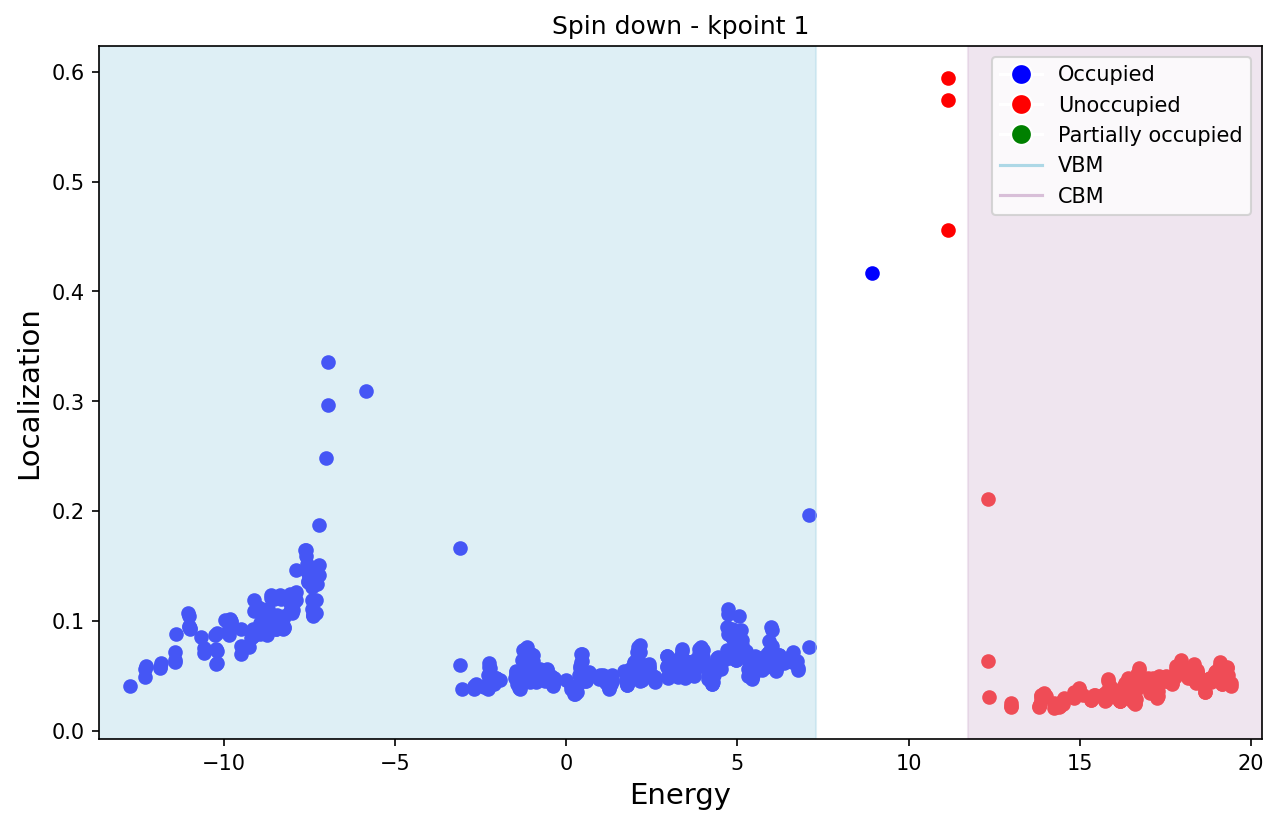 Spin down - kpoint 1
Localization
0.6
0.5
0.4
0.3
0.2
0.1
0.0
Occupied
Unoccupied
Partially occupied
VBM
CBM
−10
−5
0
5
10
15
20
Energy